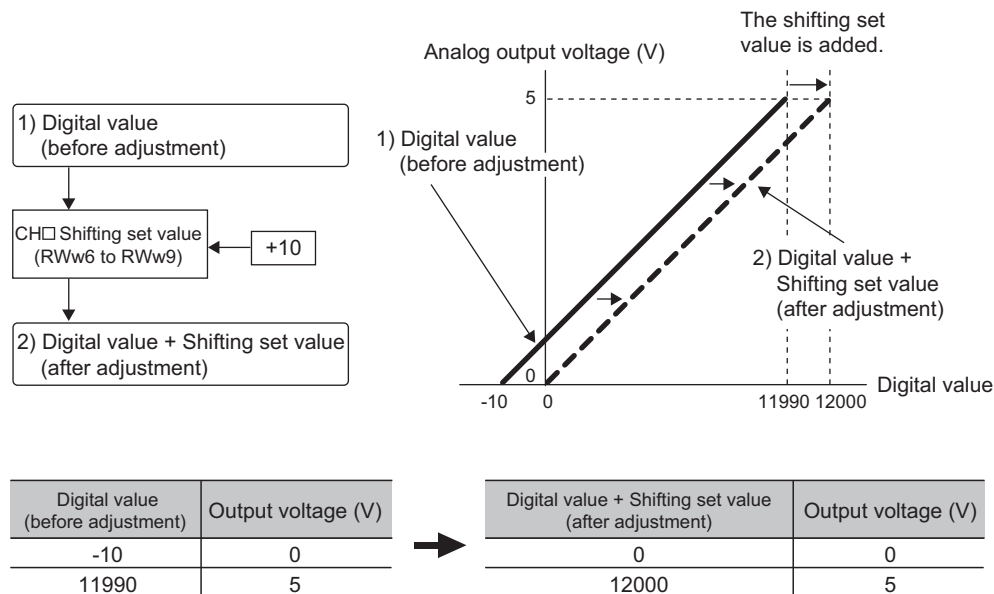 1) Digital value
(before adjustment)
CH□ Shifting set value
(RWw6 to RWw9)
+10
2) Digital value + Shifting set value
(after adjustment)
The shifting set
value is added.
Analog output voltage (V)
5
1) Digital value
(before adjustment)
2) Digital value +
Shifting set value
(after adjustment)
0
Digital value
-10 0 11990 12000
Digital value
(before adjustment)
Output voltage (V)
-10 0
11990 5
Digital value + Shifting set value
(after adjustment)
Output voltage (V)
0 0
12000 5